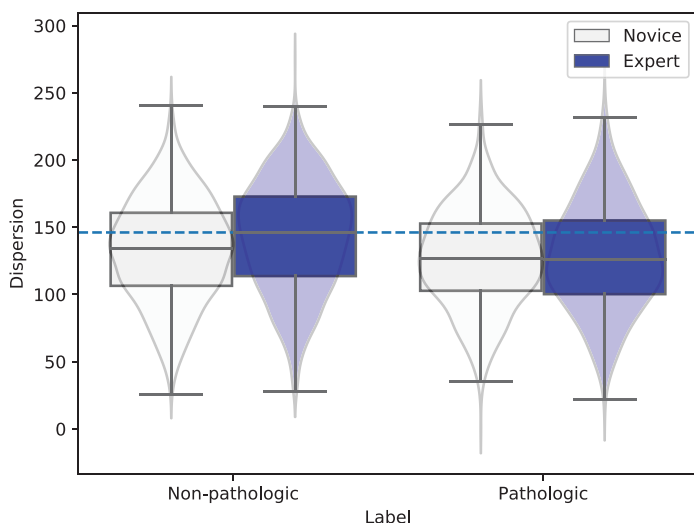 300
250
200
150
100
50
0
Dispersion
Novice
Expert
Non-pathologic
Pathologic
Label